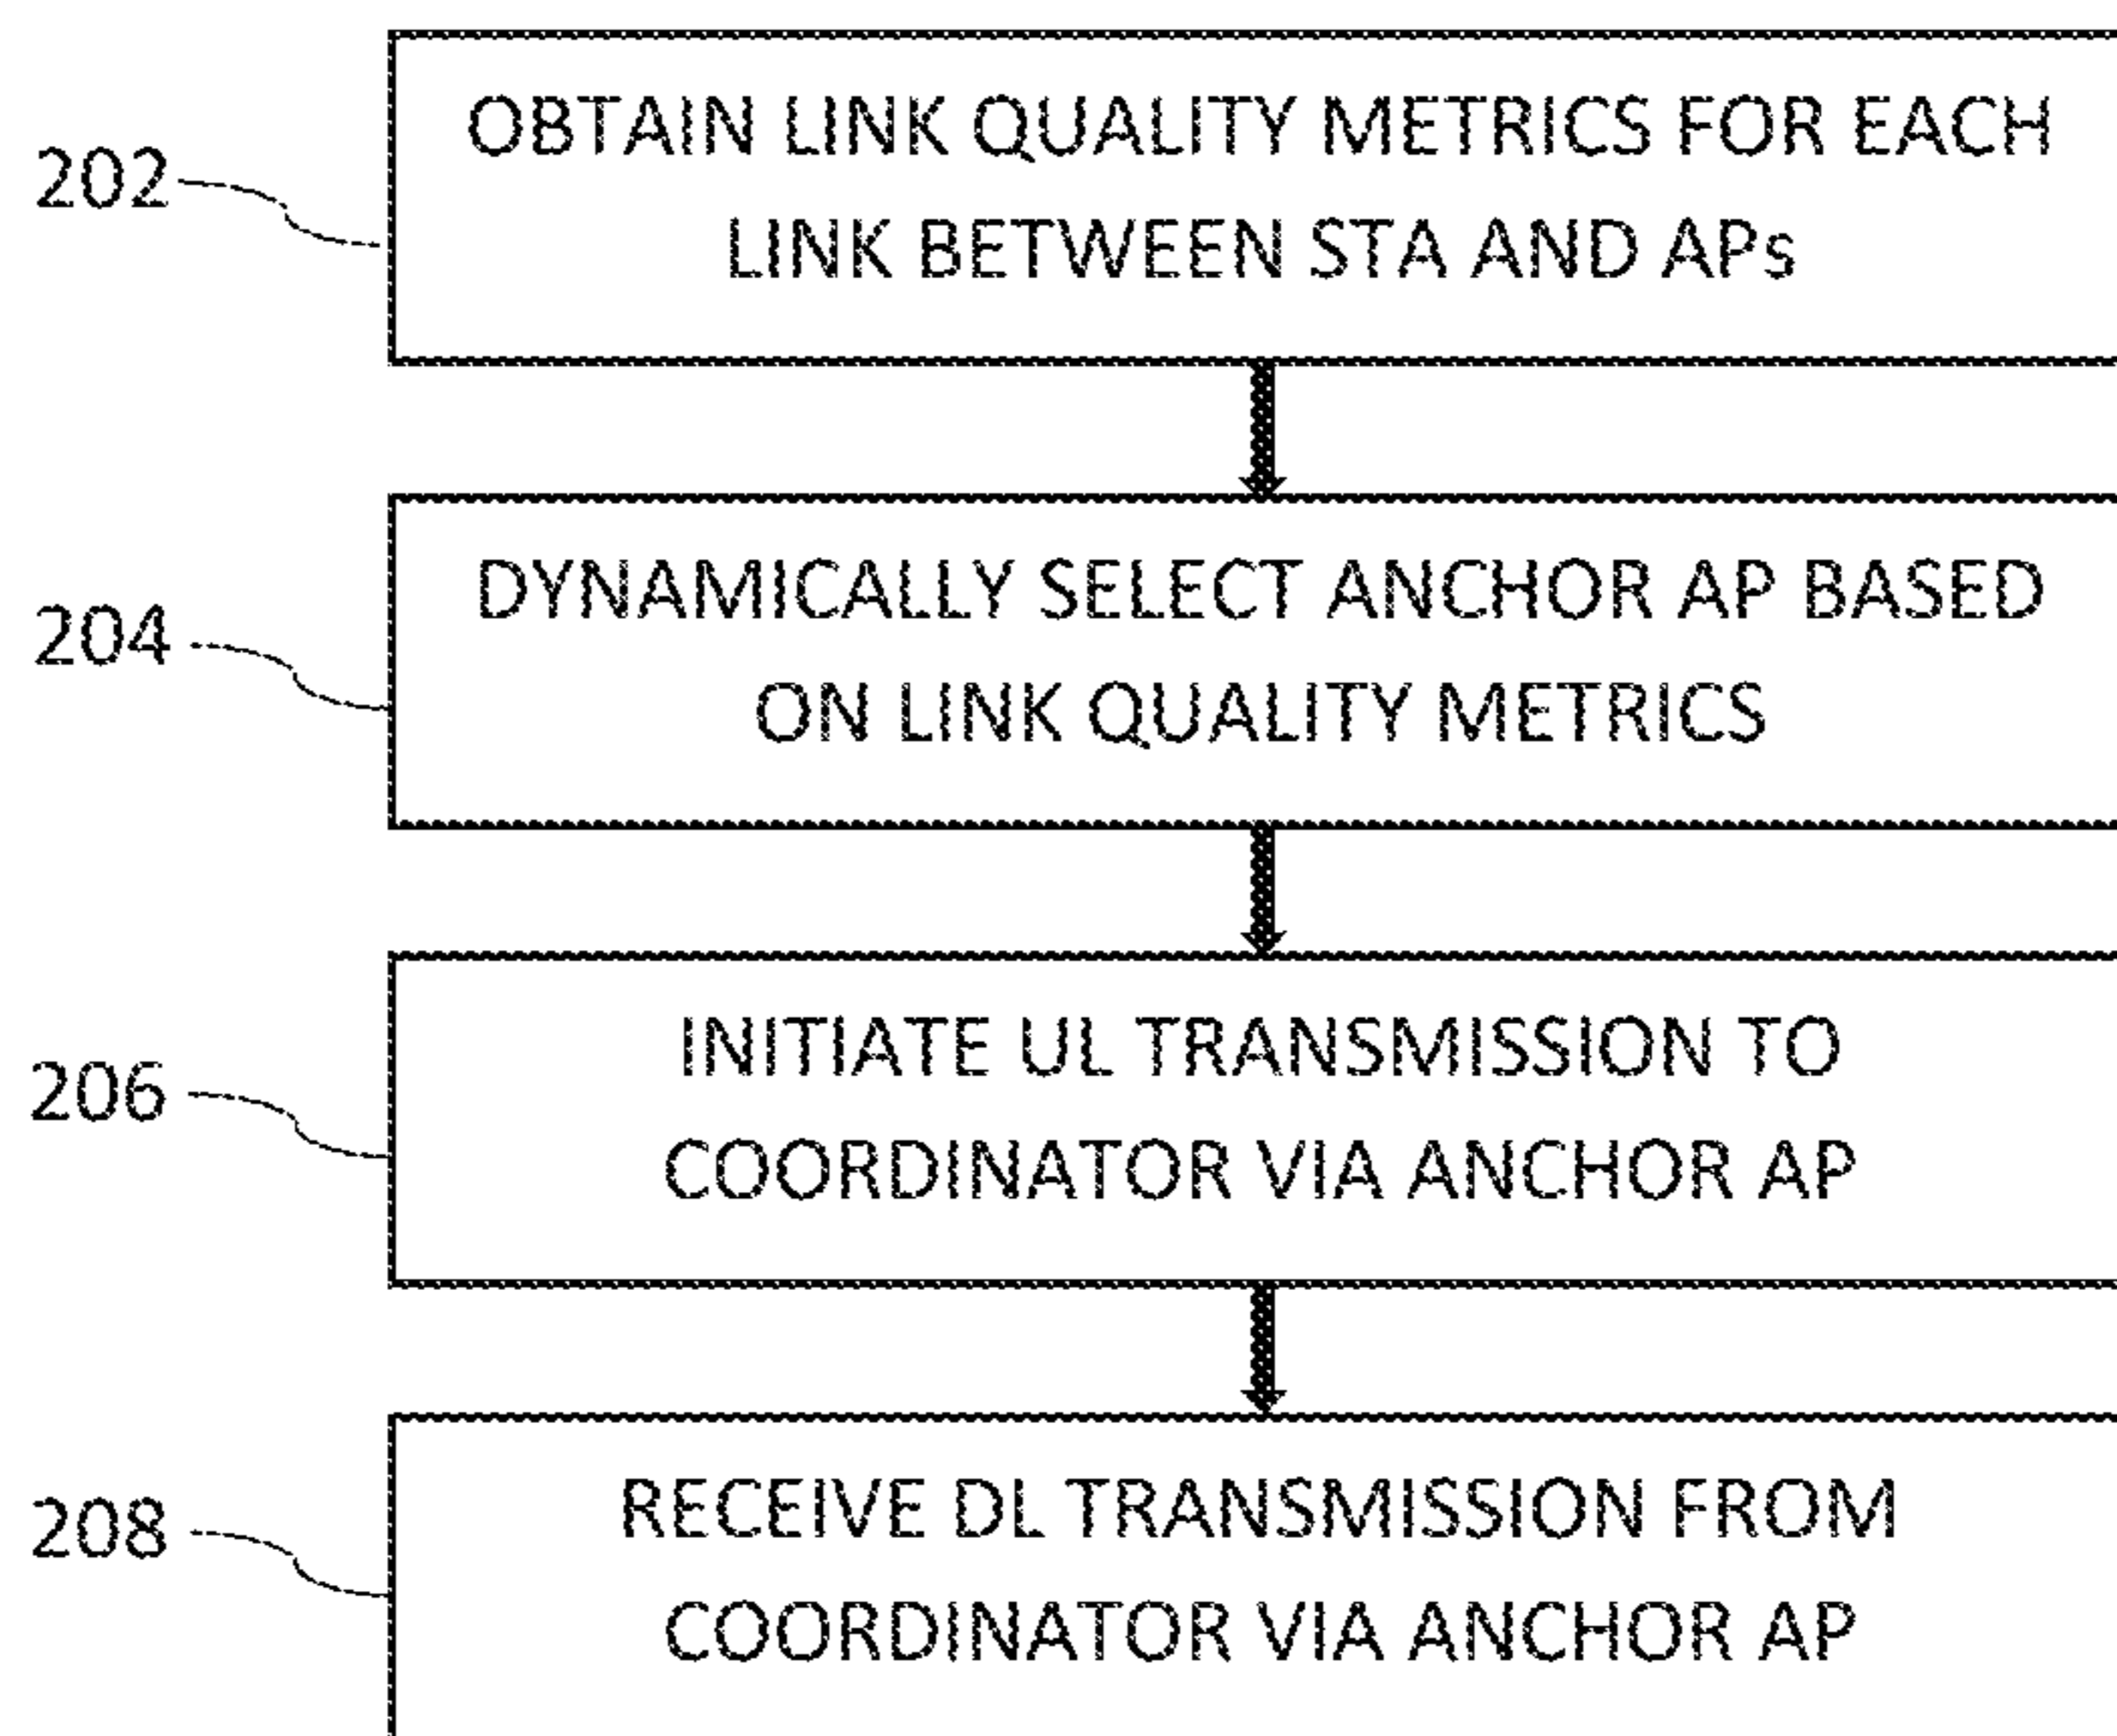 202
OBTAIN LINK QUALITY METRICS FOR EACH
LINK BETWEEN STA AND APs
204
DYNAMICALLY SELECT ANCHOR AP BASED
ON LINK QUALITY METRICS
206
INITIATE UL TRANSMISSION TO
COORDINATOR VIA ANCHOR AP
208
RECEIVE DL TRANSMISSION FROM
COORDINATOR VIA ANCHOR AP